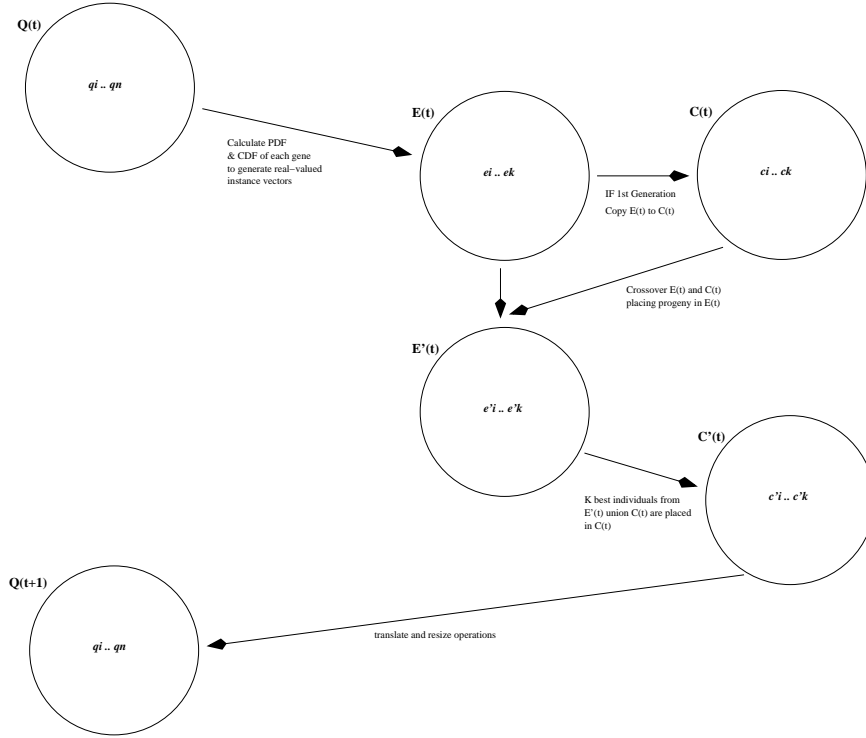 Q(t)
qi .. qn
Calculate PDF
& CDF of each gene
to generate real−valued
instance vectors
E(t)
ei .. ek
IF 1st Generation
Copy E(t) to C(t)
C(t)
ci .. ck
Crossover E(t) and C(t)
placing progeny in E(t)
E’(t)
e’i .. e’k
K best individuals from
E’(t) union C(t) are placed
in C(t)
C’(t)
c’i .. c’k
translate and resize operations
Q(t+1)
qi .. qn